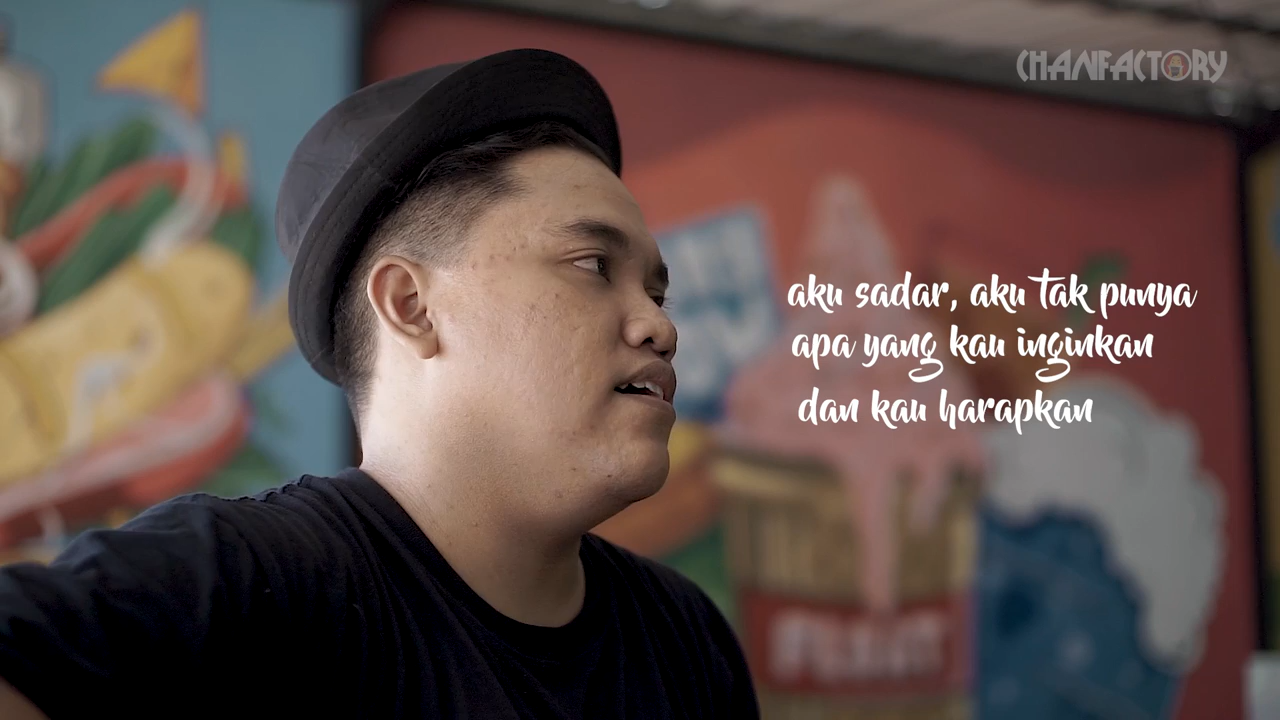 CHANFACTORY
aku sadar, aku tak punya
apa yang kau inginkan
dan kau harapkan